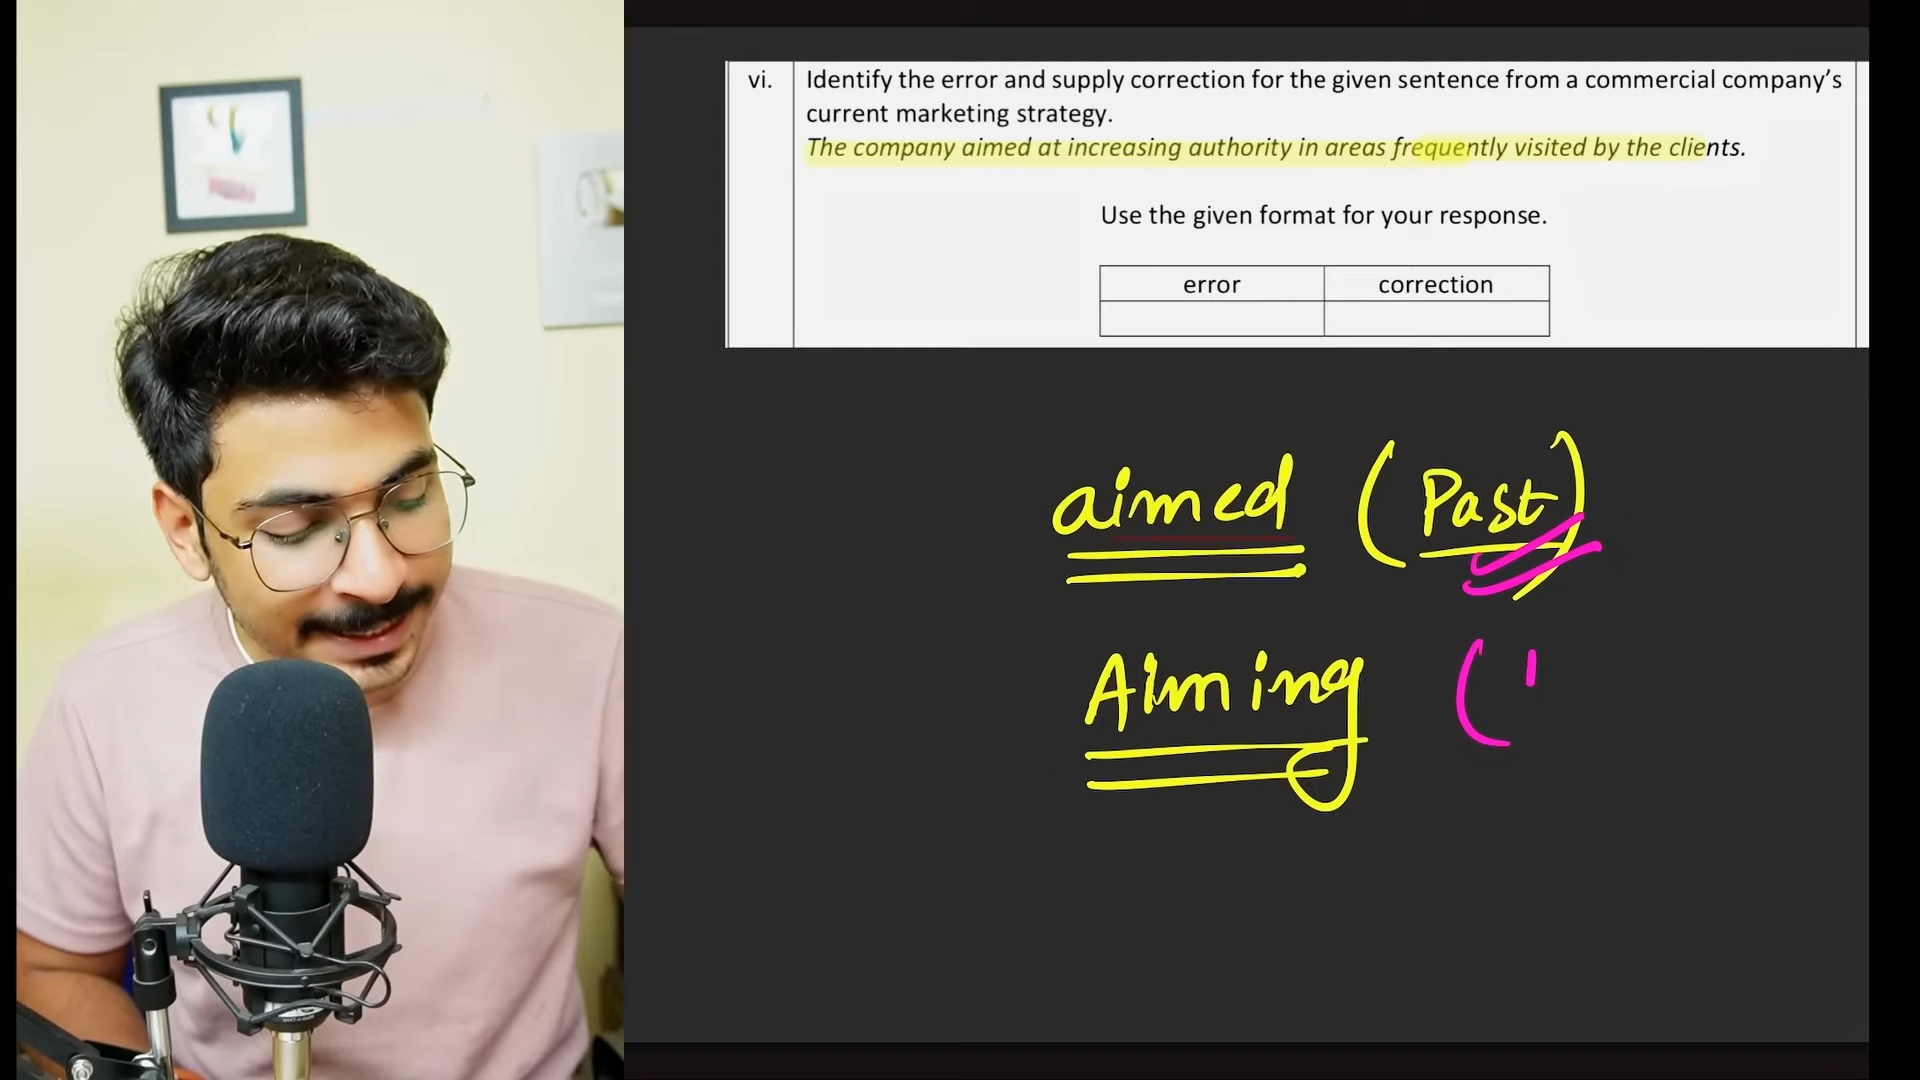 vi. Identify the error and supply correction for the given sentence from a commercial company's
current marketing strategy.
The company aimed at increasing authority in areas frequently visited by the clients.
Use the given format for your response.
error correction
aimed (Past)
Aiming (